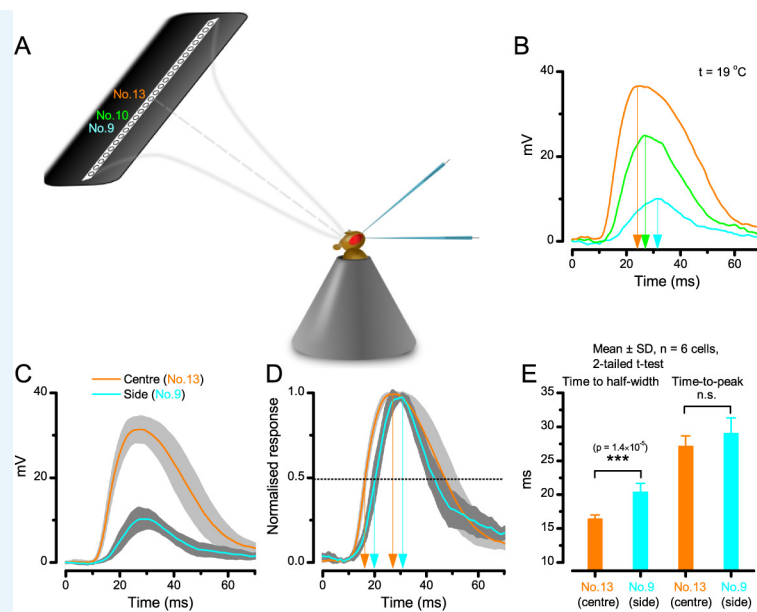 A
No.13
No.10
No.9
B
t = 19 °C
40
20
0
mV
0 20 40 60
Time (ms)
C
Centre (No.13)
Side (No.9)
40
20
0
mV
0 20 40 60
Time (ms)
D
1.0
0.5
0.0
Normalised response
0 20 40 60
Time (ms)
Mean ± SD, n = 6 cells,
2-tailed t-test
E
Time to half-width
Time-to-peak
n.s.
(p = 1.4×10⁻⁵)
***
35
30
25
20
15
10
ms
No.13 No.9 No.13 No.9
(centre) (side) (centre) (side)